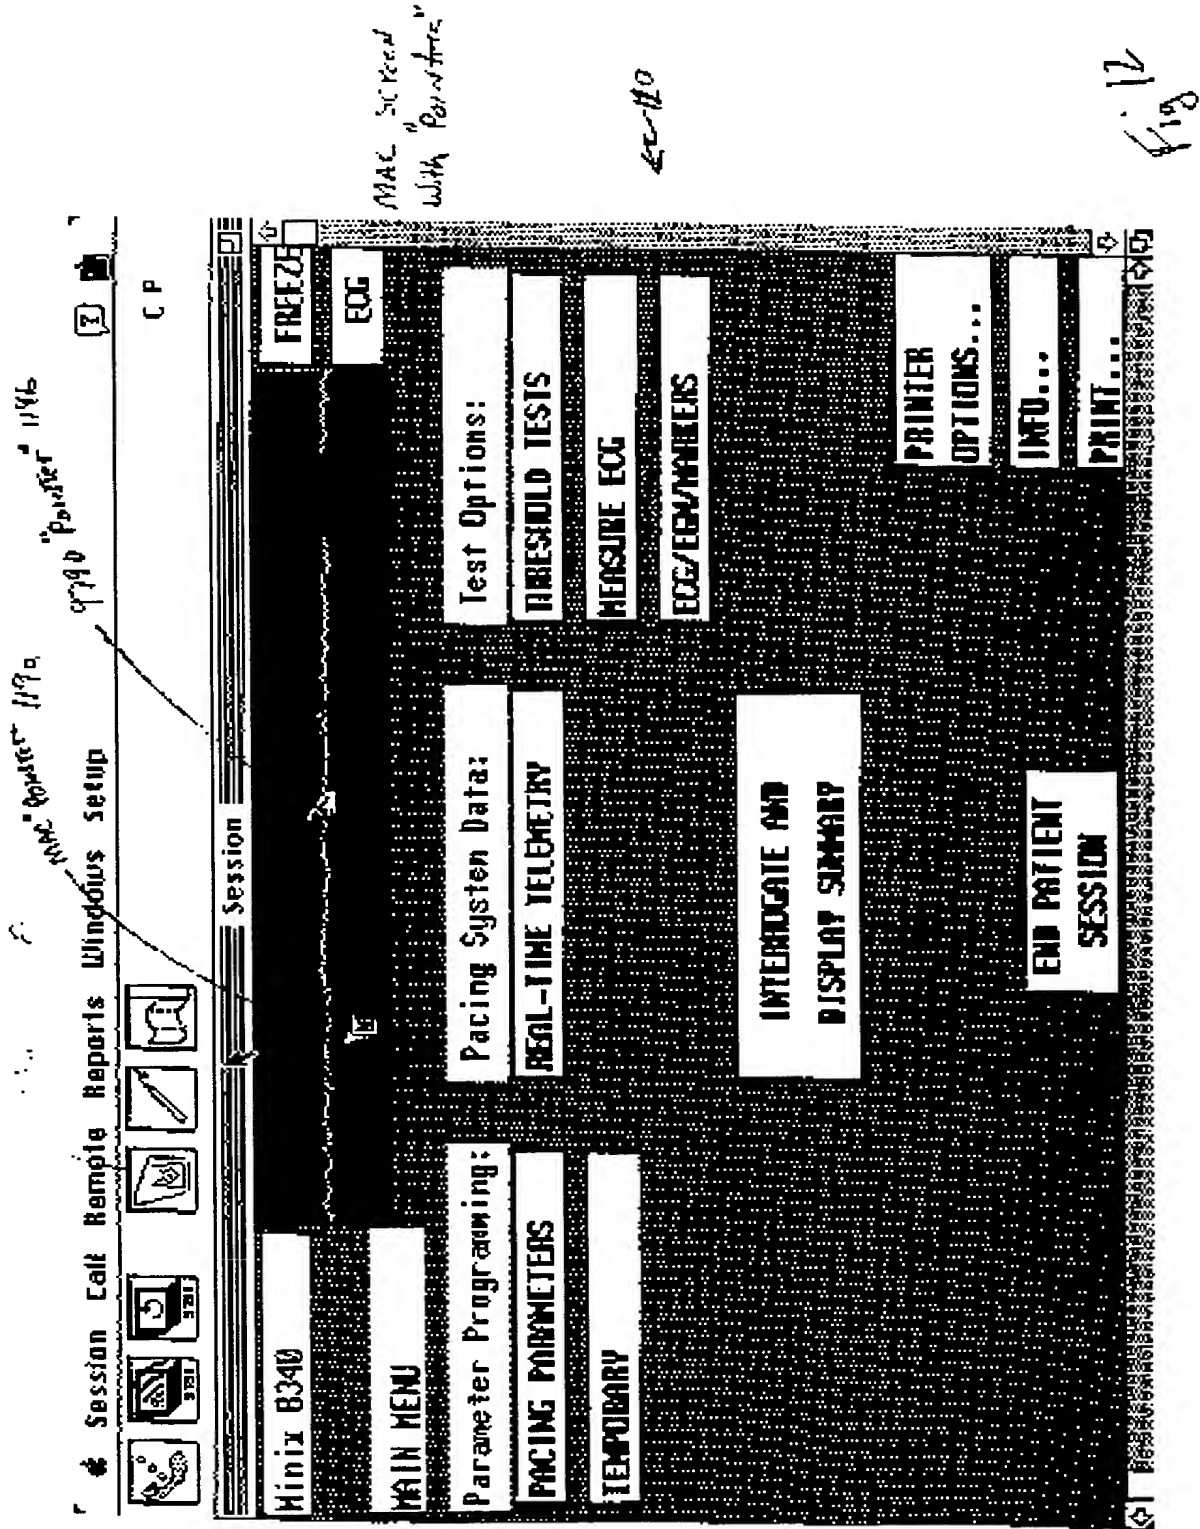 MAC "Pointer" 1190
9790 "Pointer" 1196
Session Call Remote Reports Windows Setup
C P
Session
Minix 8340
FREEZE
ECG
MAIN MENU
Parameter Programming:
Pacing System Data:
Test Options:
PACING PARAMETERS
REAL-TIME TELEMETRY
THRESHOLD TESTS
TEMPORARY
MEASURE ECG
ECG/EGM/MARKERS
INTERROGATE AND
DISPLAY SUMMARY
PRINTER
OPTIONS...
END PATIENT
SESSION
INFO...
PRINT...
MAC Screen
With "Pointers"
Fig 12